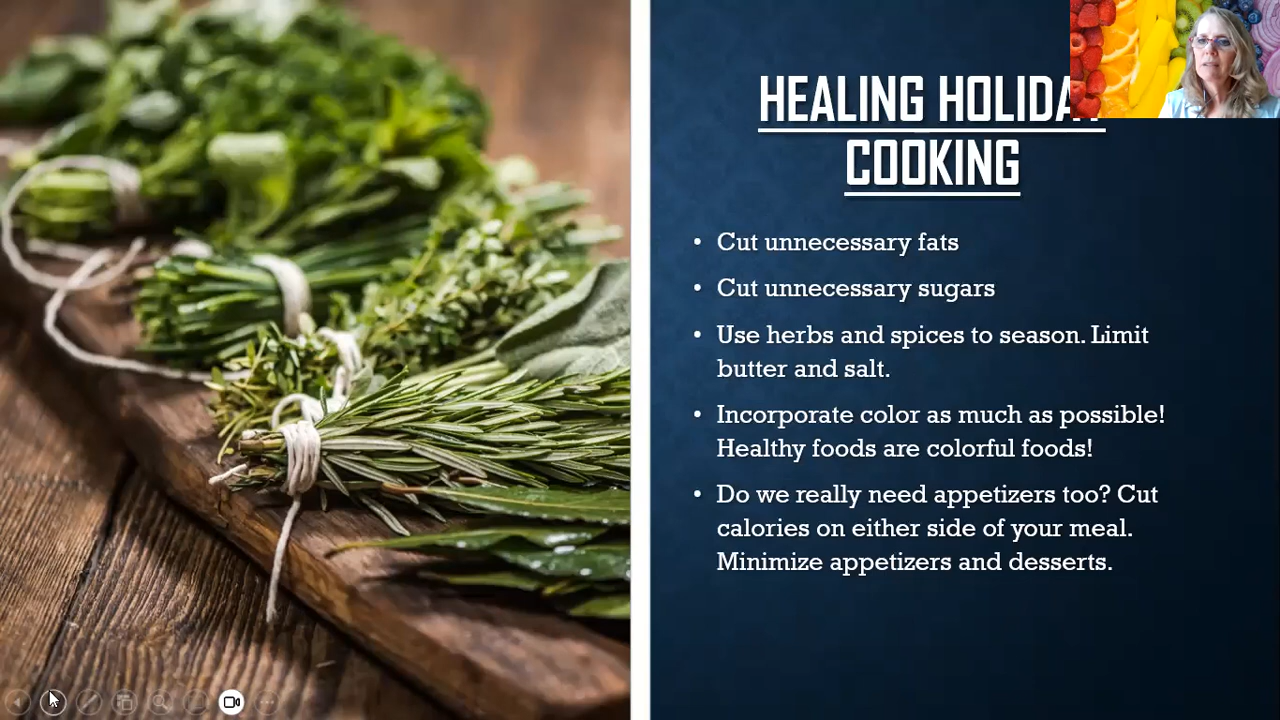 HEALING HOLIDAY
COOKING
• Cut unnecessary fats
• Cut unnecessary sugars
• Use herbs and spices to season. Limit
butter and salt.
• Incorporate color as much as possible!
Healthy foods are colorful foods!
• Do we really need appetizers too? Cut
calories on either side of your meal.
Minimize appetizers and desserts.